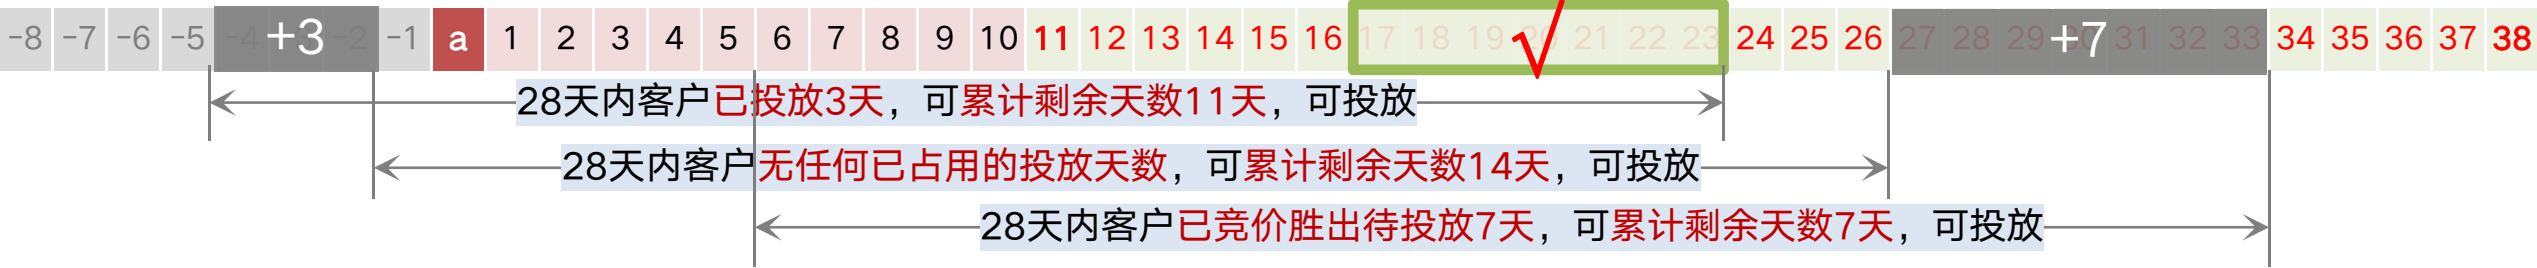 -8 -7 -6 -5 -4 +3 -2 -1 a 1 2 3 4 5 6 7 8 9 10 11 12 13 14 15 16 17 18 19 20 21 22 23 24 25 26 27 28 29 30 +7 31 32 33 34 35 36 37 38
28天内客户已投放3天，可累计剩余天数11天，可投放
28天内客户无任何已占用的投放天数，可累计剩余天数14天，可投放
28天内客户已竞价胜出待投放7天，可累计剩余天数7天，可投放